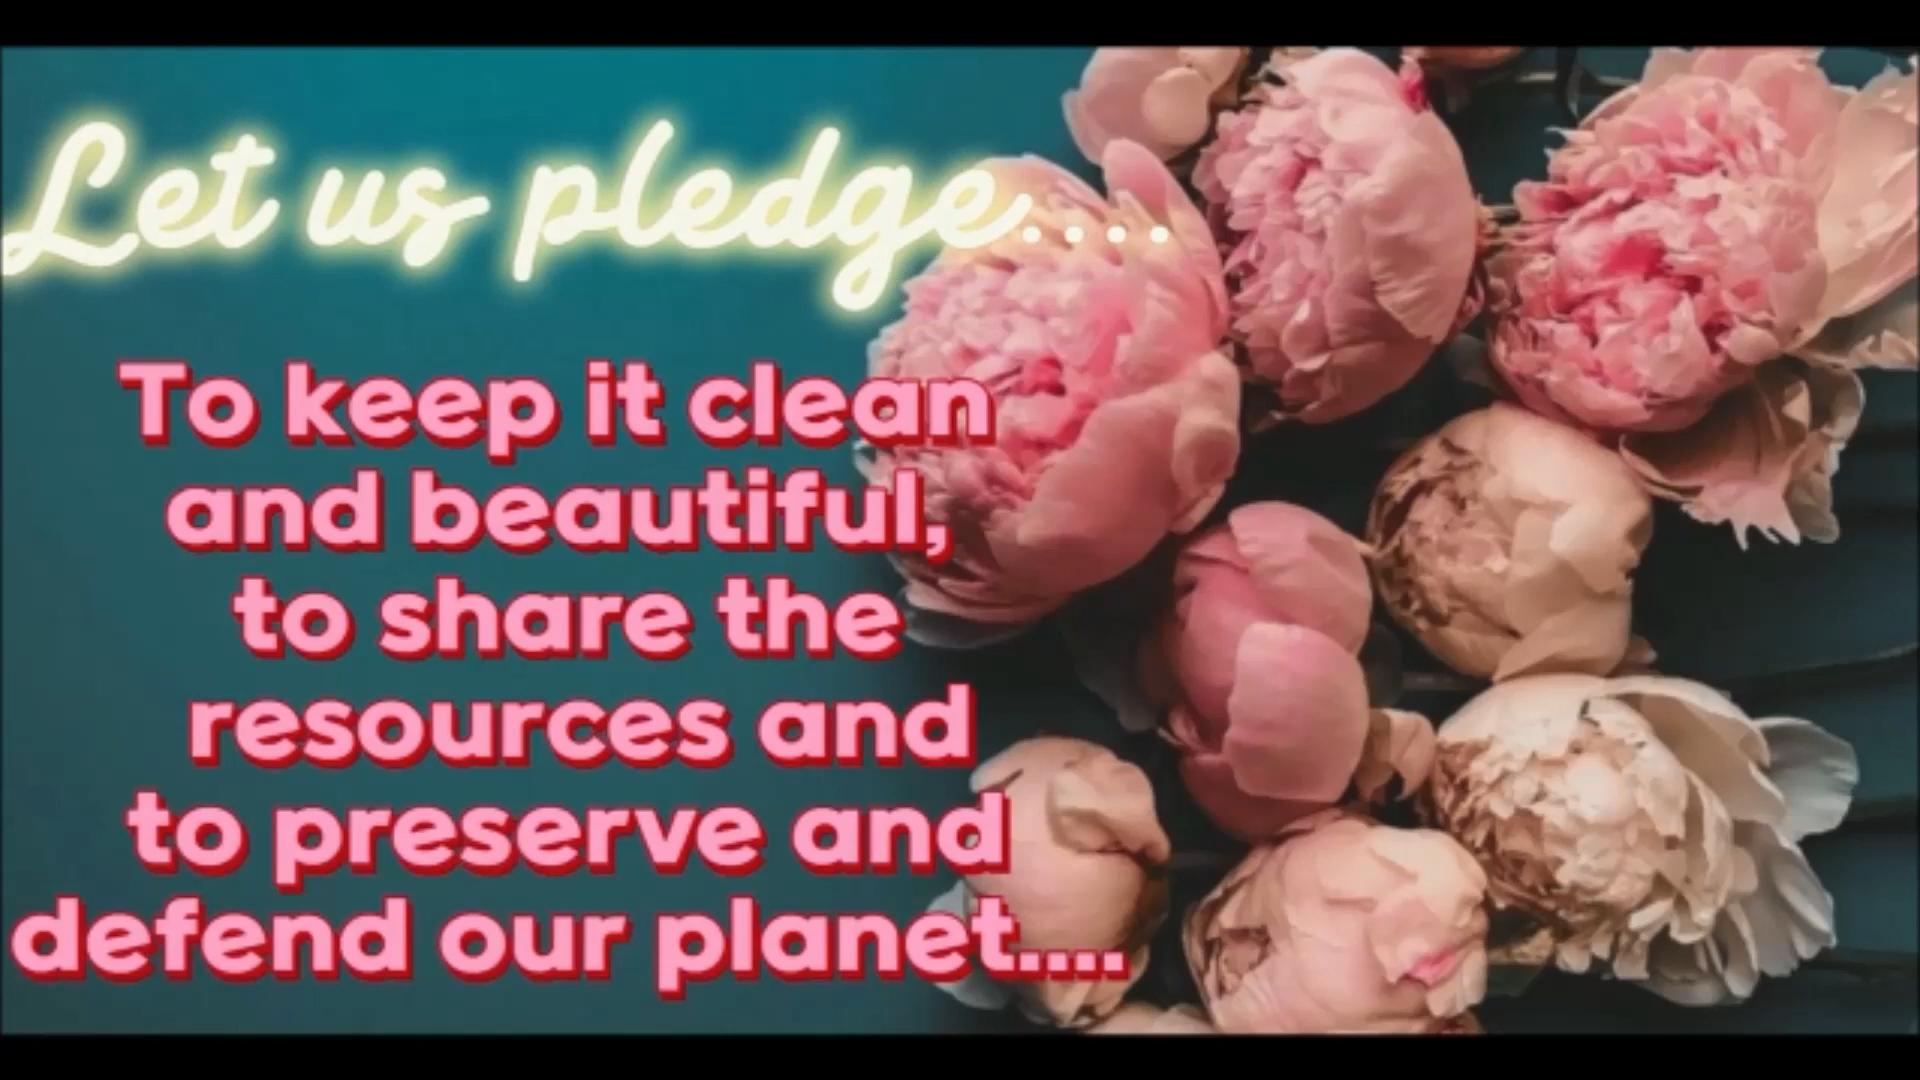 Let us pledge....
To keep it clean
and beautiful,
to share the
resources and
to preserve and
defend our planet....